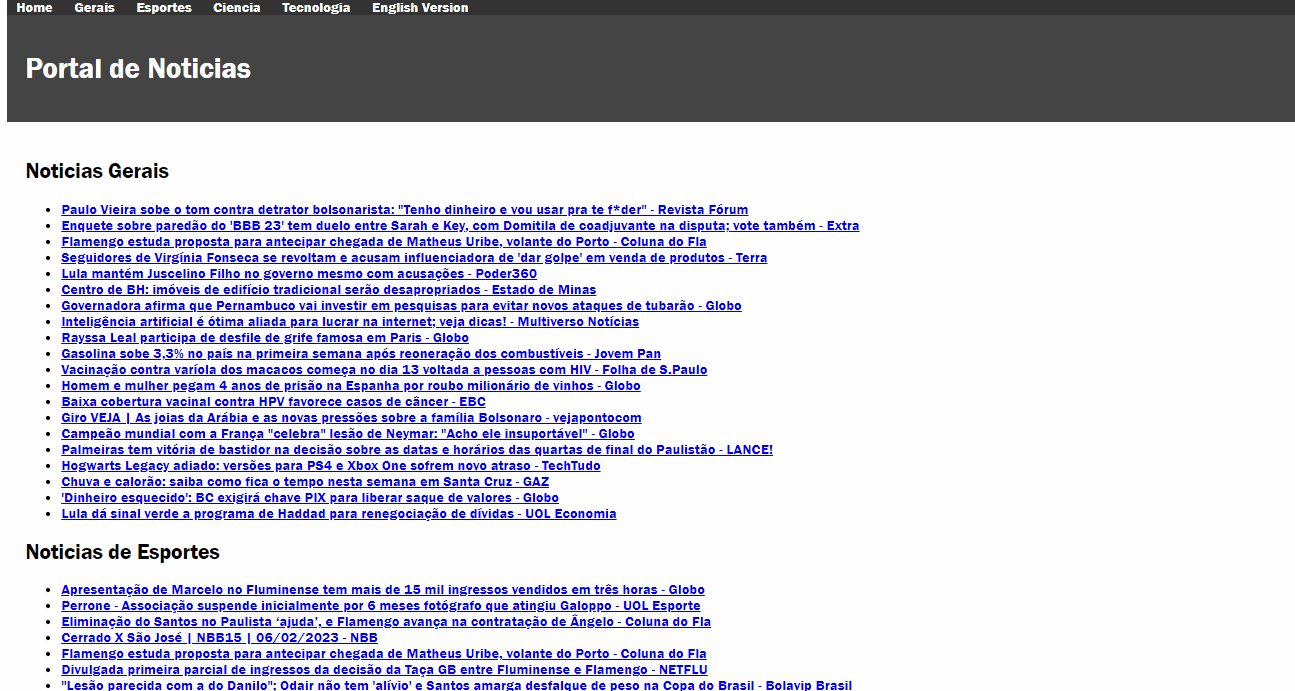 Home Gerais Esportes Ciencia Tecnologia English Version
Portal de Noticias
Noticias Gerais
Paulo Vieira sobe o tom contra detrator bolsonarista: "Tenho dinheiro e vou usar pra te f*der" - Revista Fórum
Enquete sobre paredão do 'BBB 23' tem duelo entre Sarah e Key, com Domitila de coadjuvante na disputa; vote também - Extra
Flamengo estuda proposta para antecipar chegada de Matheus Uribe, volante do Porto - Coluna do Fla
Seguidores de Virgínia Fonseca se revoltam e acusam influenciadora de 'dar golpe' em venda de produtos - Terra
Lula mantém Juscelino Filho no governo mesmo com acusações - Poder360
Centro de BH: imóveis de edifício tradicional serão desapropriados - Estado de Minas
Governadora afirma que Pernambuco vai investir em pesquisas para evitar novos ataques de tubarão - Globo
Inteligência artificial é ótima aliada para lucrar na internet; veja dicas! - Multiverso Notícias
Rayssa Leal participa de desfile de grife famosa em Paris - Globo
Gasolina sobe 3,3% no país na primeira semana após reoneração dos combustíveis - Jovem Pan
Vacinação contra varíola dos macacos começa no dia 13 voltada a pessoas com HIV - Folha de S.Paulo
Homem e mulher pegam 4 anos de prisão na Espanha por roubo milionário de vinhos - Globo
Baixa cobertura vacinal contra HPV favorece casos de câncer - EBC
Giro VEJA | As joias da Arábia e as novas pressões sobre a família Bolsonaro - vejapontocom
Campeão mundial com a França "celebra" lesão de Neymar: "Acho ele insuportável" - Globo
Palmeiras tem vitória de bastidor na decisão sobre as datas e horários das quartas de final do Paulistão - LANCE!
Hogwarts Legacy adiado: versões para PS4 e Xbox One sofrem novo atraso - TechTudo
Chuva e calorão: saiba como fica o tempo nesta semana em Santa Cruz - GAZ
'Dinheiro esquecido': BC exigirá chave PIX para liberar saque de valores - Globo
Lula dá sinal verde a programa de Haddad para renegociação de dívidas - UOL Economia
Noticias de Esportes
Apresentação de Marcelo no Fluminense tem mais de 15 mil ingressos vendidos em três horas - Globo
Perrone - Associação suspende inicialmente por 6 meses fotógrafo que atingiu Galoppo - UOL Esporte
Eliminação do Santos no Paulista ‘ajuda’, e Flamengo avança na contratação de Ângelo - Coluna do Fla
Cerrado X São José | NBB15 | 06/02/2023 - NBB
Flamengo estuda proposta para antecipar chegada de Matheus Uribe, volante do Porto - Coluna do Fla
Divulgada primeira parcial de ingressos da decisão da Taça GB entre Fluminense e Flamengo - NETFLU
"Lesão parecida com a do Danilo"; Odair não tem 'alívio' e Santos amarga desfalque de peso na Copa do Brasil - Bolavip Brasil